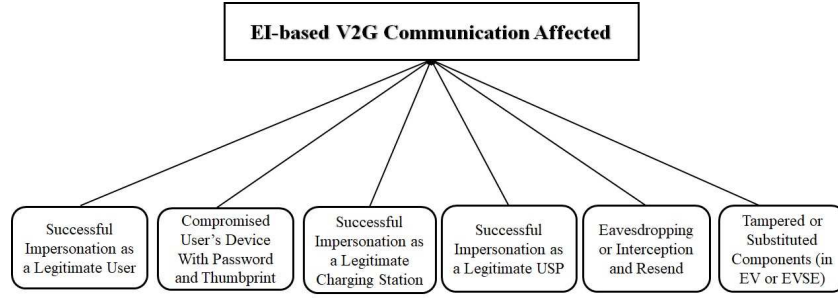 EI-based V2G Communication Affected
Successful
Impersonation as
a Legitimate User
Compromised
User's Device
With Password
and Thumbprint
Successful
Impersonation as
a Legitimate
Charging Station
Successful
Impersonation as
a Legitimate USP
Eavesdropping
or Interception
and Resend
Tampered or
Substituted
Components (in
EV or EVSE)